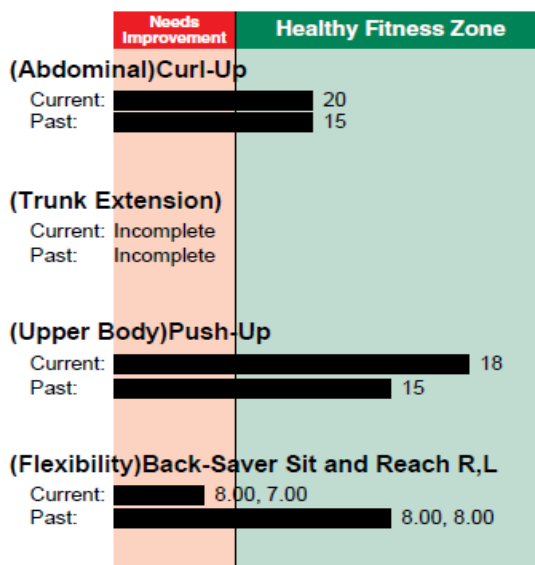 Needs
Improvement
Healthy Fitness Zone
(Abdominal)Curl-Up
Current: 20
Past: 15
(Trunk Extension)
Current: Incomplete
Past: Incomplete
(Upper Body)Push-Up
Current: 18
Past: 15
(Flexibility)Back-Saver Sit and Reach R,L
Current: 8.00, 7.00
Past: 8.00, 8.00